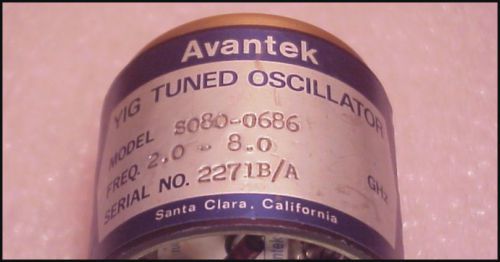 Avantek
YIG TUNED OSCILLATOR
MODEL S080-0686
FREQ. 2.0 - 8.0 GHz
SERIAL NO. 2271B/A
Santa Clara, California